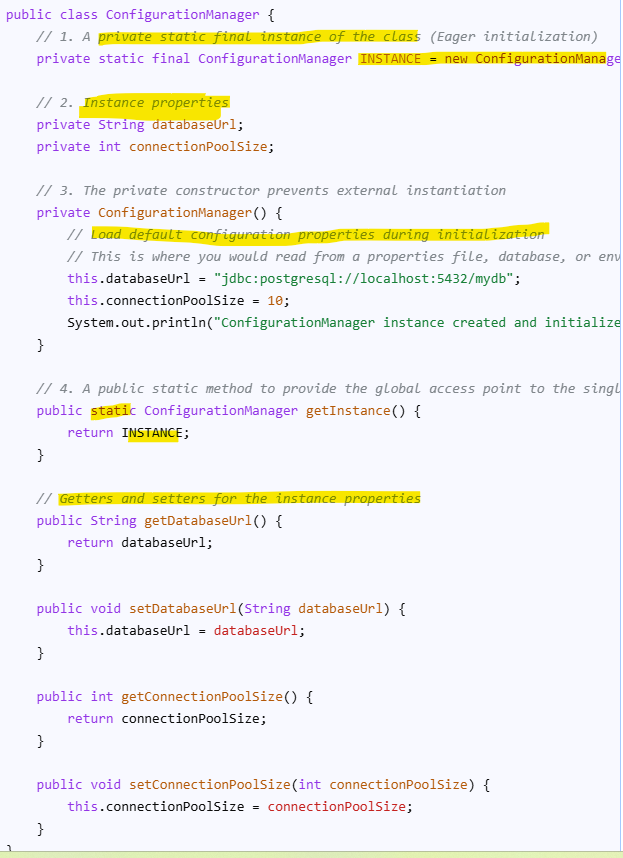 public class ConfigurationManager {
// 1. A private static final instance of the class (Eager initialization)
private static final ConfigurationManager INSTANCE = new ConfigurationManage
// 2. Instance properties
private String databaseUrl;
private int connectionPoolSize;
// 3. The private constructor prevents external instantiation
private ConfigurationManager() {
// Load default configuration properties during initialization
// This is where you would read from a properties file, database, or env
this.databaseUrl = "jdbc:postgresql://localhost:5432/mydb";
this.connectionPoolSize = 10;
System.out.println("ConfigurationManager instance created and initialize
}
// 4. A public static method to provide the global access point to the singl
public static ConfigurationManager getInstance() {
return INSTANCE;
}
// Getters and setters for the instance properties
public String getDatabaseUrl() {
return databaseUrl;
}
public void setDatabaseUrl(String databaseUrl) {
this.databaseUrl = databaseUrl;
}
public int getConnectionPoolSize() {
return connectionPoolSize;
}
public void setConnectionPoolSize(int connectionPoolSize) {
this.connectionPoolSize = connectionPoolSize;
}
}